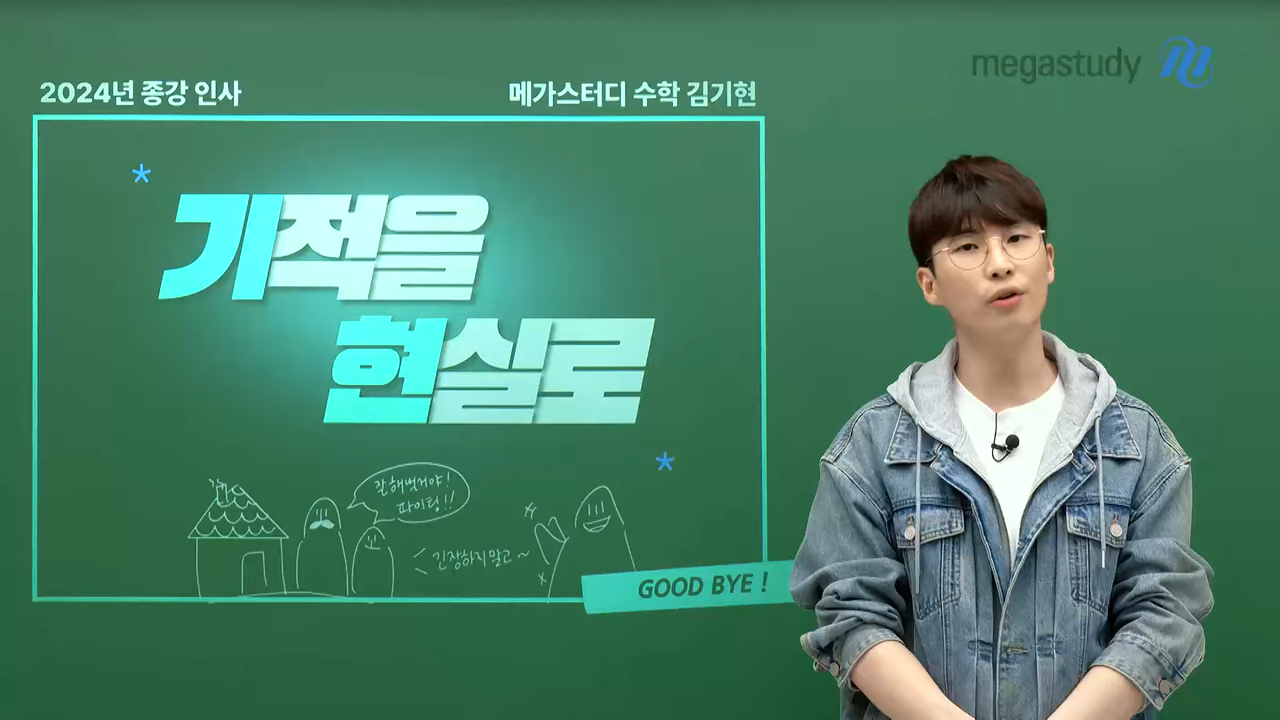 megastudy
2024년 종강 인사
메가스터디 수학 김기현
기적을
현실로
잘해낼거야!
파이팅!!
긴장하지말고~
GOOD BYE !